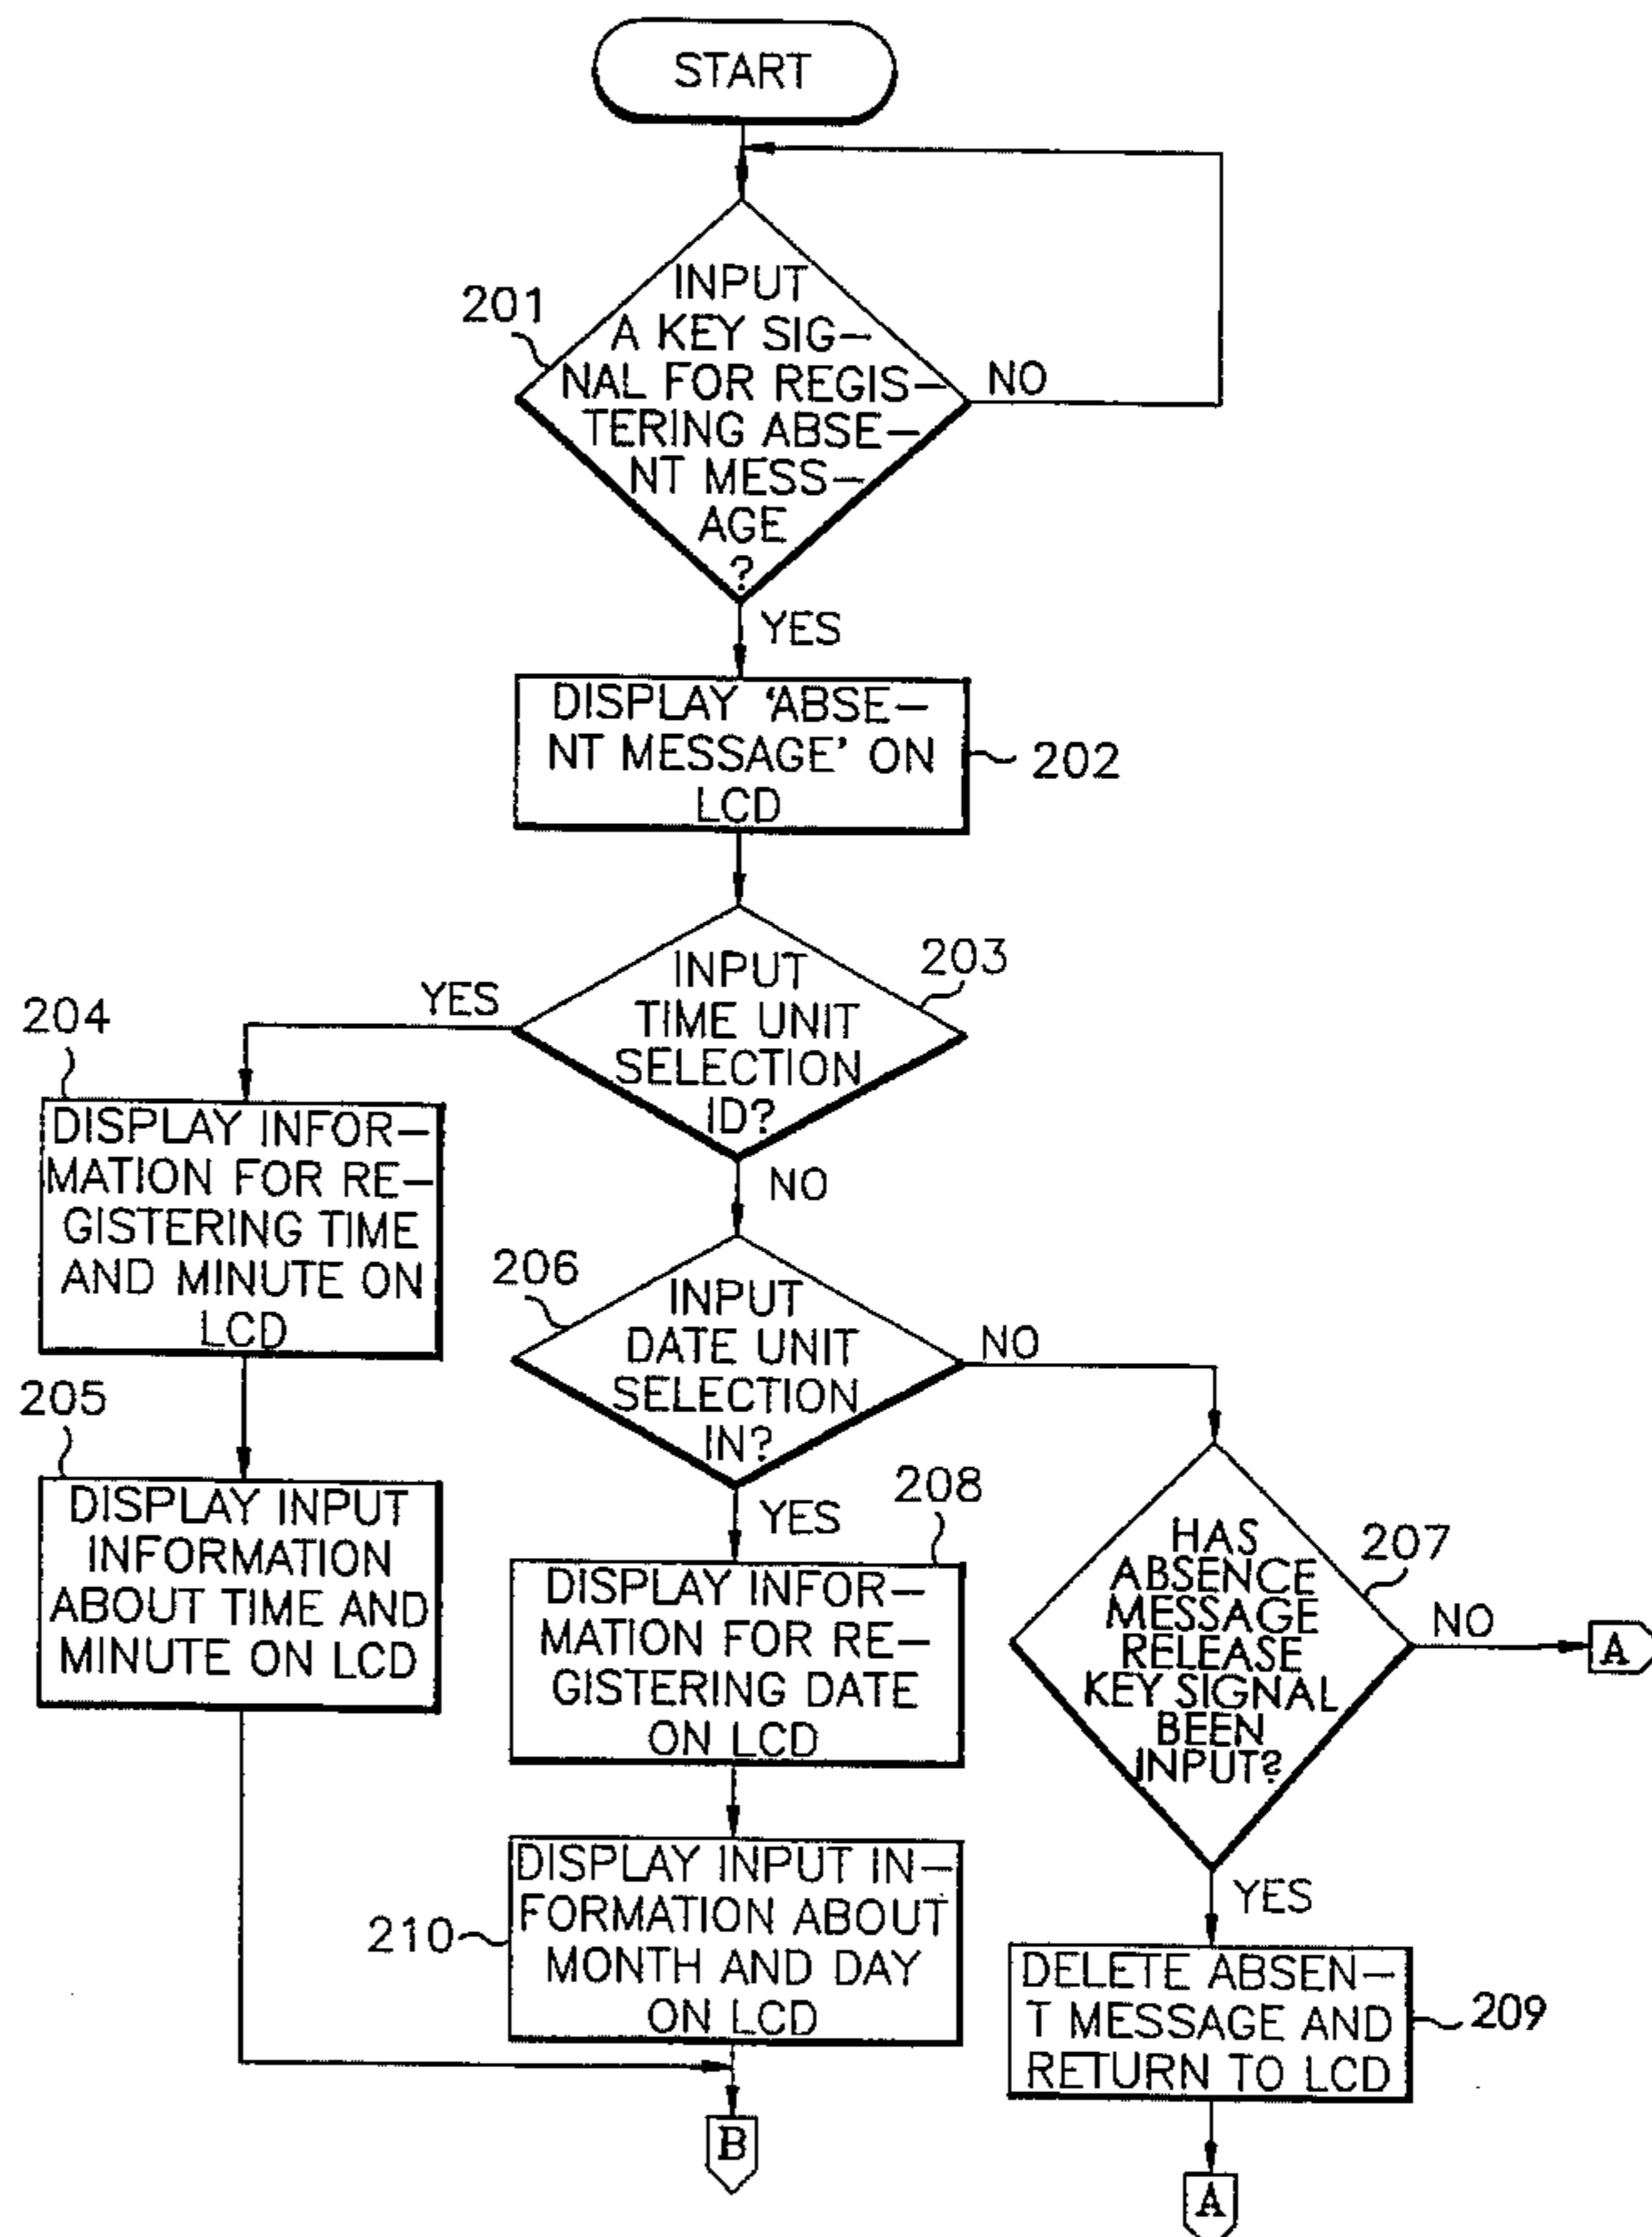 START
201
INPUT
A KEY SIG-
NAL FOR REGIS-
TERING ABSE-
NT MESS-
AGE
?
NO
YES
DISPLAY 'ABSE-
NT MESSAGE' ON
LCD
202
203
INPUT
TIME UNIT
SELECTION
ID?
YES
NO
204
DISPLAY INFOR-
MATION FOR RE-
GISTERING TIME
AND MINUTE ON
LCD
205
DISPLAY INPUT
INFORMATION
ABOUT TIME AND
MINUTE ON LCD
206
INPUT
DATE UNIT
SELECTION
IN?
NO
YES
208
DISPLAY INFOR-
MATION FOR RE-
GISTERING DATE
ON LCD
210
DISPLAY INPUT IN-
FORMATION ABOUT
MONTH AND DAY
ON LCD
B
207
HAS
ABSENCE
MESSAGE
RELEASE
KEY SIGNAL
BEEN
INPUT?
NO
A
YES
DELETE ABSEN-
T MESSAGE AND
RETURN TO LCD
209
A